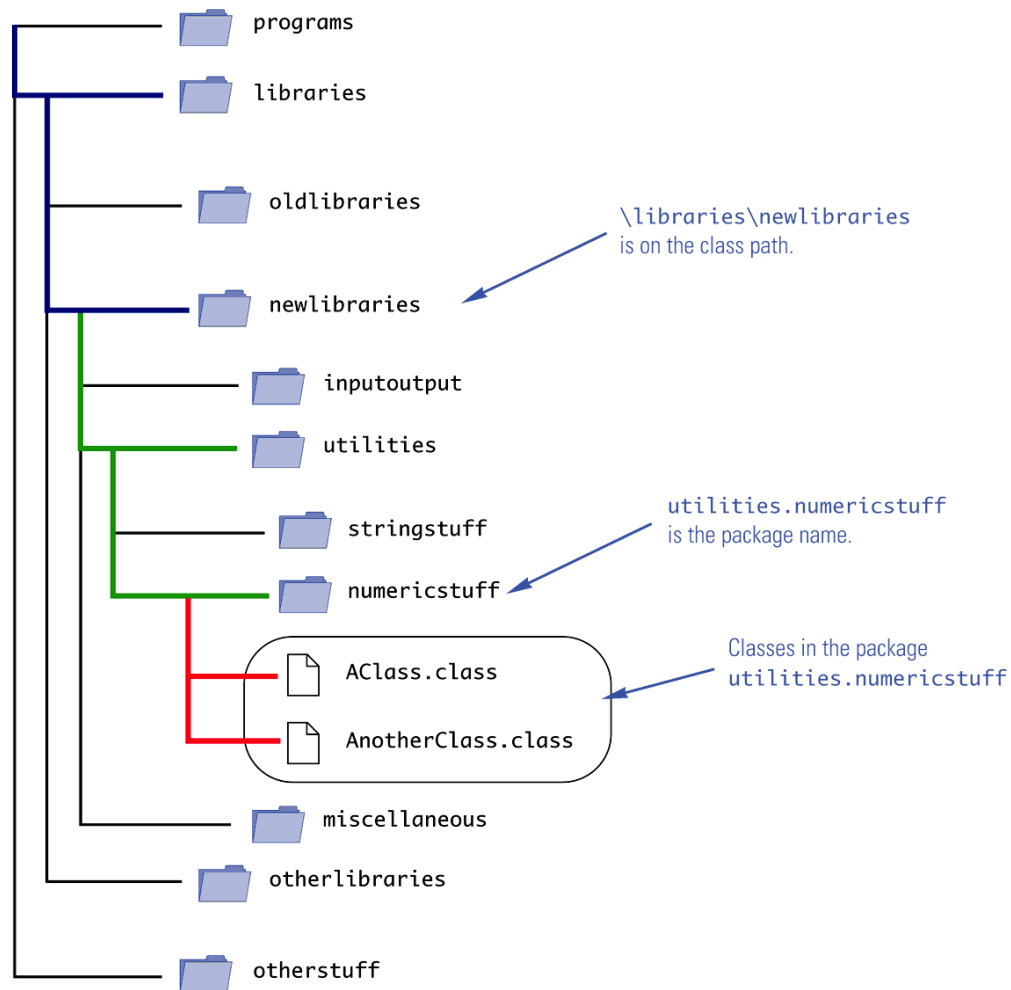 programs
libraries
oldlibraries
\libraries\newlibraries
is on the class path.
newlibraries
inputoutput
utilities
utilities.numericstuff
is the package name.
stringstuff
numericstuff
Classes in the package
utilities.numericstuff
AClass.class
AnotherClass.class
miscellaneous
otherlibraries
otherstuff